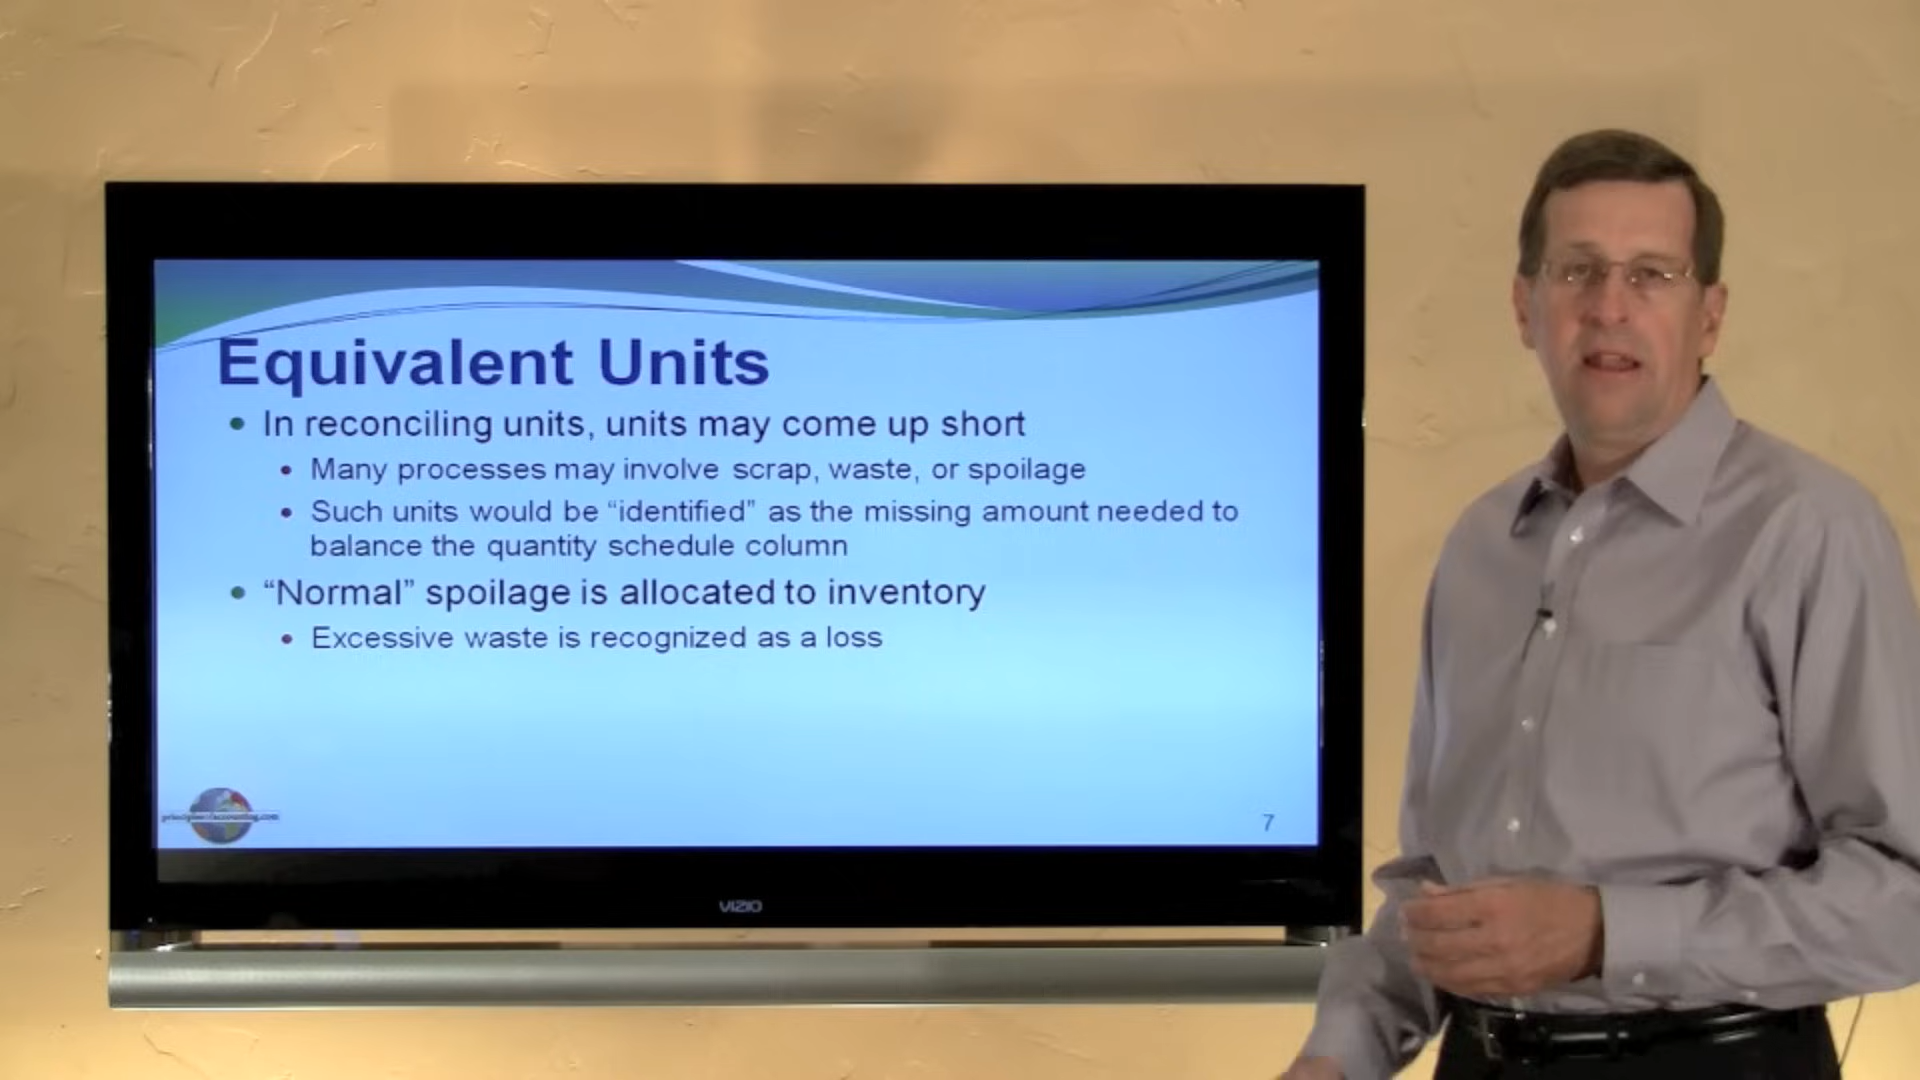 Equivalent Units
• In reconciling units, units may come up short
• Many processes may involve scrap, waste, or spoilage
• Such units would be “identified” as the missing amount needed to
balance the quantity schedule column
• “Normal” spoilage is allocated to inventory
• Excessive waste is recognized as a loss
principlesofaccounting.com
7
VIZIO